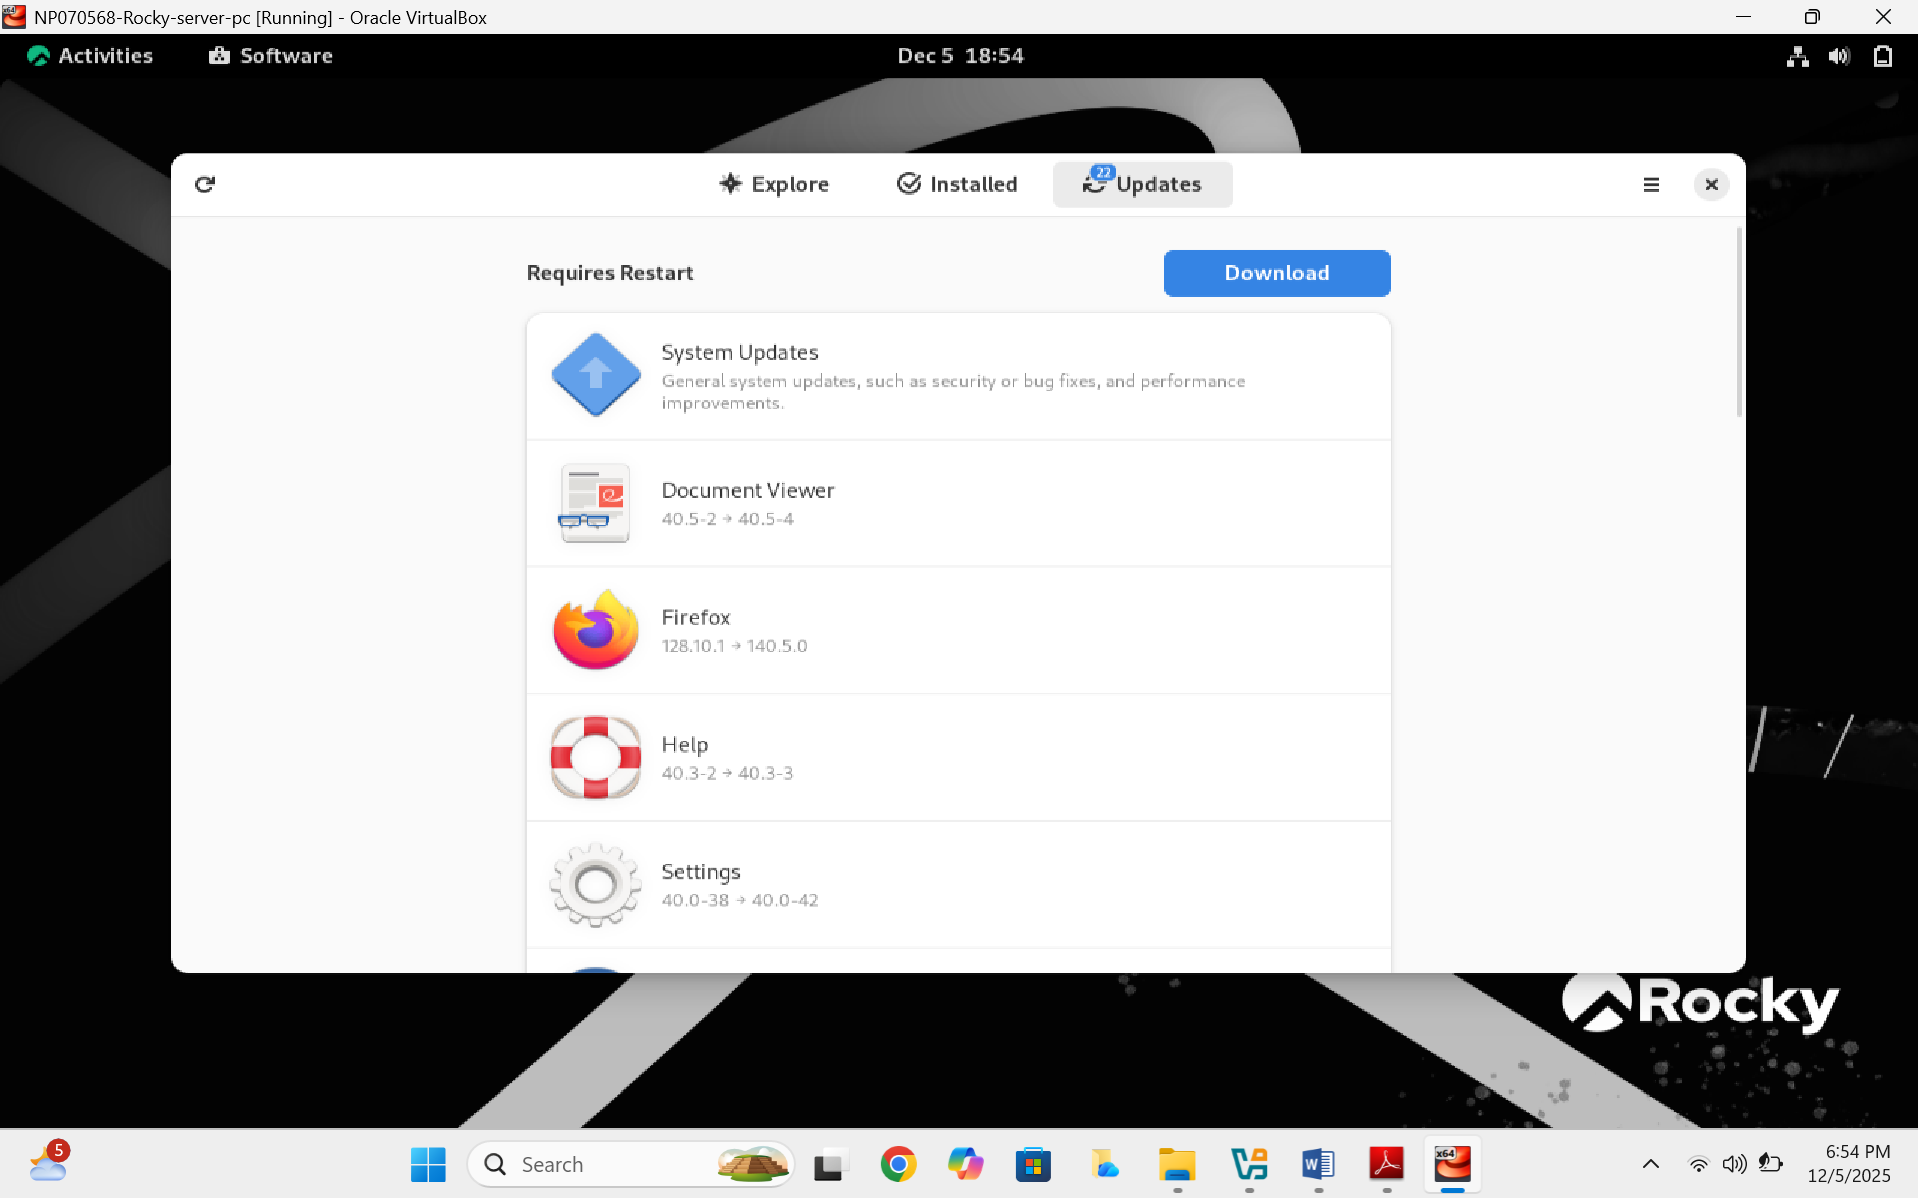 NP070568-Rocky-server-pc [Running] - Oracle VirtualBox
Activities Software Dec 5 18:54
Explore Installed 22 Updates
Requires Restart Download
System Updates
General system updates, such as security or bug fixes, and performance
improvements.
Document Viewer
40.5-2 → 40.5-4
Firefox
128.10.1 → 140.5.0
Help
40.3-2 → 40.3-3
Settings
40.0-38 → 40.0-42
Rocky
5 Search 6:54 PM
12/5/2025